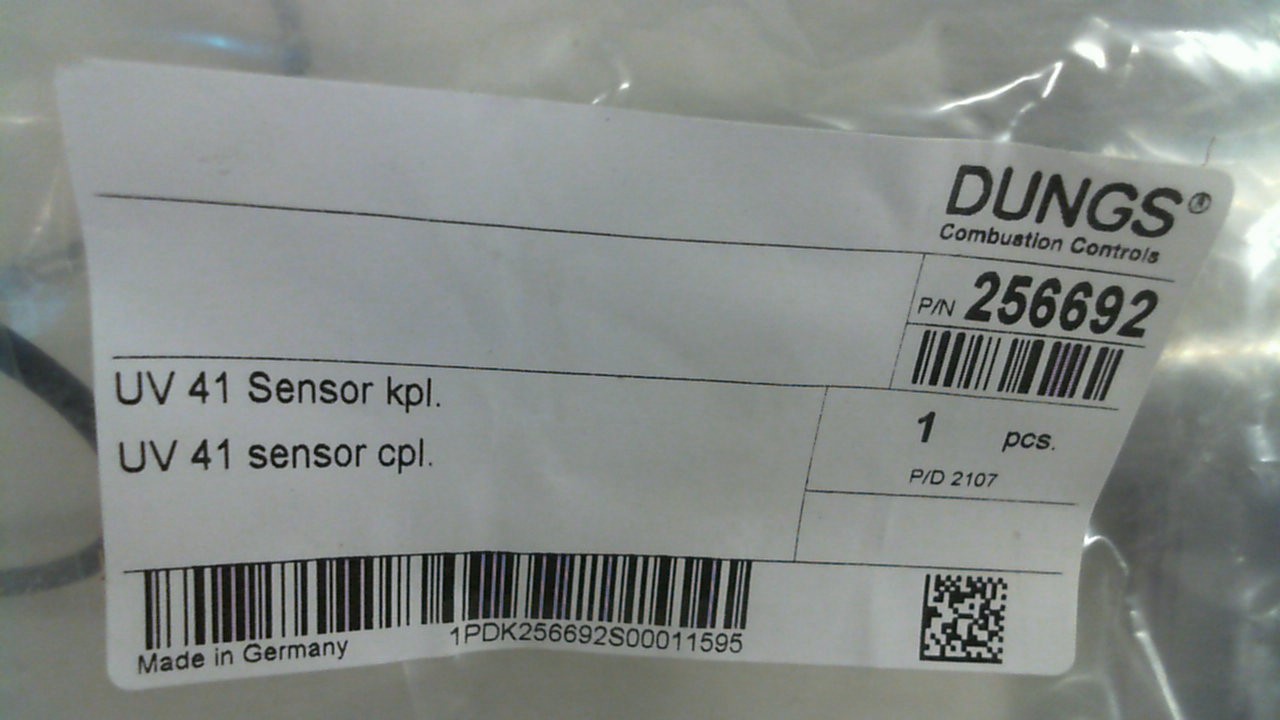 DUNGS®
Combustion Controls
P/N 256692
UV 41 Sensor kpl.
UV 41 sensor cpl.
1 pcs.
P/D 2107
1PDK256692S00011595
Made in Germany